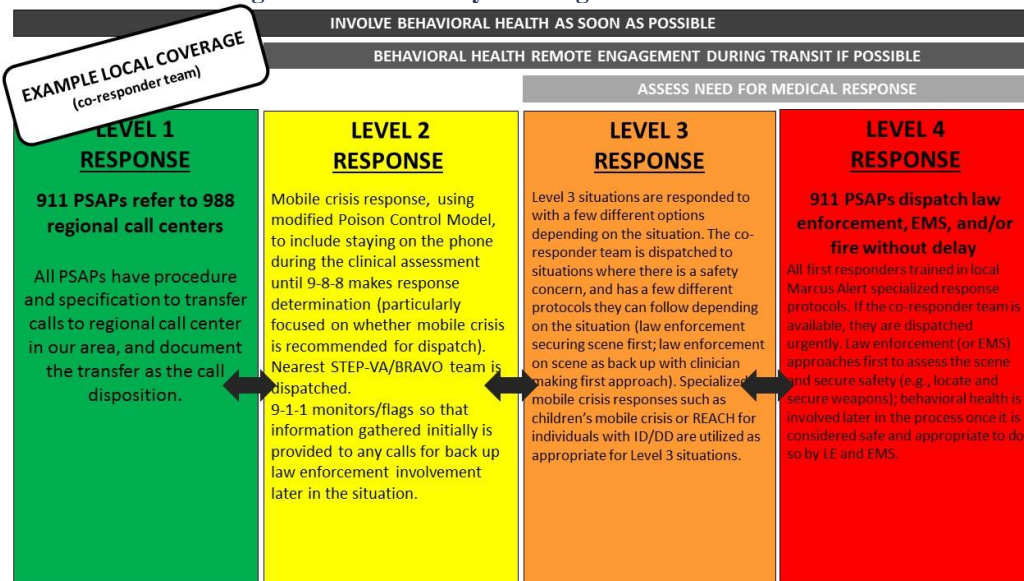 INVOLVE BEHAVIORAL HEALTH AS SOON AS POSSIBLE
BEHAVIORAL HEALTH REMOTE ENGAGEMENT DURING TRANSIT IF POSSIBLE
ASSESS NEED FOR MEDICAL RESPONSE
EXAMPLE LOCAL COVERAGE
(co-responder team)
LEVEL 1
RESPONSE
911 PSAPs refer to 988
regional call centers
All PSAPs have procedure
and specification to transfer
calls to regional call center
in our area, and document
the transfer as the call
disposition.
LEVEL 2
RESPONSE
Mobile crisis response, using
modified Poison Control Model,
to include staying on the phone
during the clinical assessment
until 9-8-8 makes response
determination (particularly
focused on whether mobile crisis
is recommended for dispatch).
Nearest STEP-VA/BRAVO team is
dispatched.
9-1-1 monitors/flags so that
information gathered initially is
provided to any calls for back up
law enforcement involvement
later in the situation.
LEVEL 3
RESPONSE
Level 3 situations are responded to
with a few different options
depending on the situation. The co-
responder team is dispatched to
situations where there is a safety
concern, and has a few different
protocols they can follow depending
on the situation (law enforcement
securing scene first; law enforcement
on scene as back up with clinician
making first approach). Specialized
mobile crisis responses such as
children's mobile crisis or REACH for
individuals with ID/DD are utilized as
appropriate for Level 3 situations.
LEVEL 4
RESPONSE
911 PSAPs dispatch law
enforcement, EMS, and/or
fire without delay
All first responders trained in local
Marcus Alert specialized response
protocols. If the co-responder team is
available, they are dispatched
urgently. Law enforcement (or EMS)
approaches first to assess the scene
and secure safety (e.g., locate and
secure weapons); behavioral health is
involved later in the process once it is
considered safe and appropriate to do
so by LE and EMS.